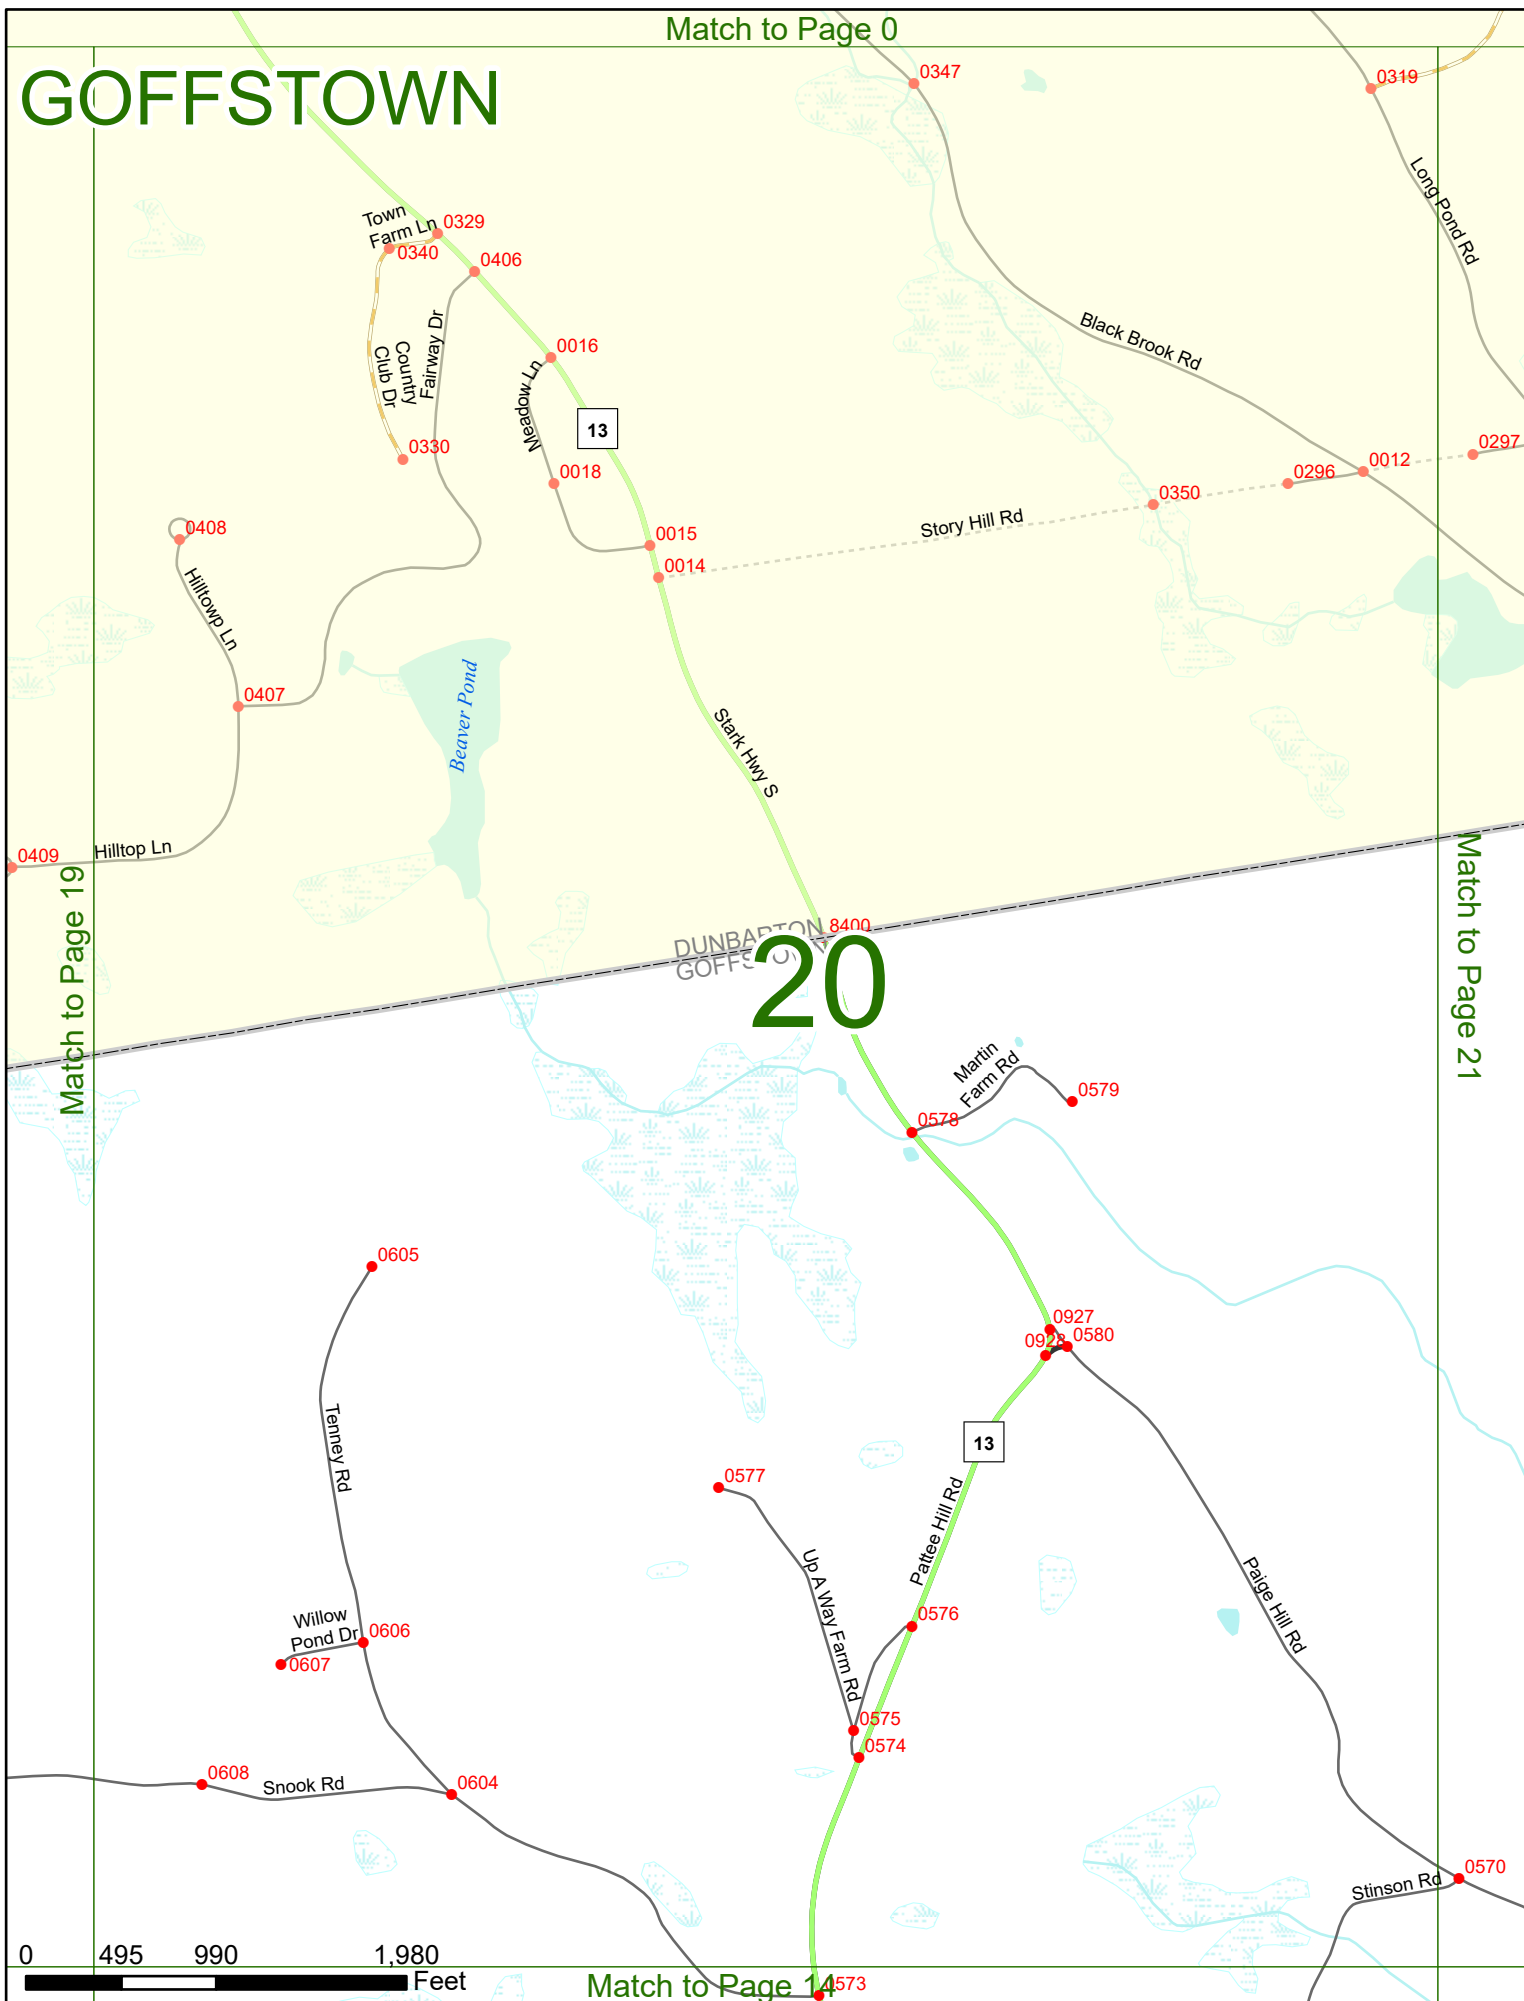 Match to Page 0
GOFFSTOWN
0347
0319
Long Pond Rd
Town
Farm Ln
0329
0340
0406
Black Brook Rd
Country
Club Dr
Fairway Dr
0016
Meadow Ln
13
0330
0018
0297
0012
0296
0350
Story Hill Rd
0408
0015
0014
Hilltowp Ln
Beaver Pond
0407
Stark Hwy S
Hilltop Ln
0409
Match to Page 19
Match to Page 21
8400
DUNBARTON
GOFFSTOWN
20
Martin
Farm Rd
0579
0578
0605
0927
0580
0928
Tenney Rd
13
0577
Pattee Hill Rd
Up A Way Farm Rd
Paige Hill Rd
0576
Willow
Pond Dr
0606
0607
0575
0574
0608
Snook Rd
0604
0570
Stinson Rd
0 495 990 1,980
Feet
Match to Page 14
0573